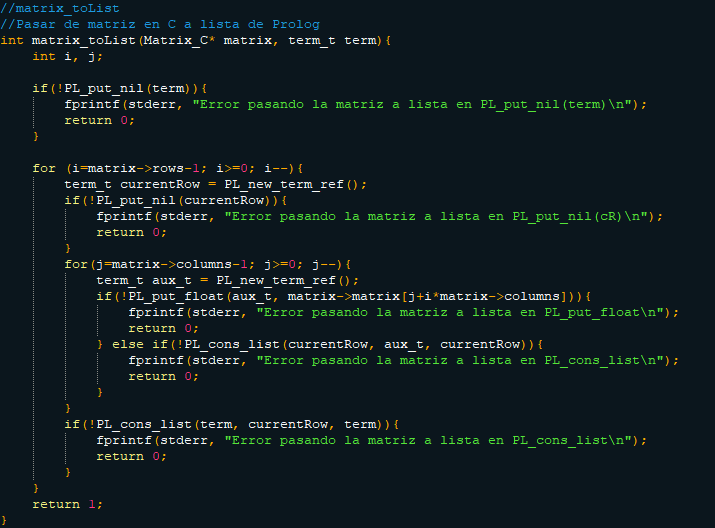 //matrix_toList
//Pasar de matriz en C a lista de Prolog
int matrix_toList(Matrix_C* matrix, term_t term){
    int i, j;

    if(!PL_put_nil(term)){
        fprintf(stderr, "Error pasando la matriz a lista en PL_put_nil(term)\n");
        return 0;
    }

    for (i=matrix->rows-1; i>=0; i--){
        term_t currentRow = PL_new_term_ref();
        if(!PL_put_nil(currentRow)){
            fprintf(stderr, "Error pasando la matriz a lista en PL_put_nil(cR)\n");
            return 0;
        }
        for(j=matrix->columns-1; j>=0; j--){
            term_t aux_t = PL_new_term_ref();
            if(!PL_put_float(aux_t, matrix->matrix[j+i*matrix->columns])){
                fprintf(stderr, "Error pasando la matriz a lista en PL_put_float\n");
                return 0;
            } else if(!PL_cons_list(currentRow, aux_t, currentRow)){
                fprintf(stderr, "Error pasando la matriz a lista en PL_cons_list\n");
                return 0;
            }
        }
        if(!PL_cons_list(term, currentRow, term)){
            fprintf(stderr, "Error pasando la matriz a lista en PL_cons_list\n");
            return 0;
        }
    }
    return 1;
}